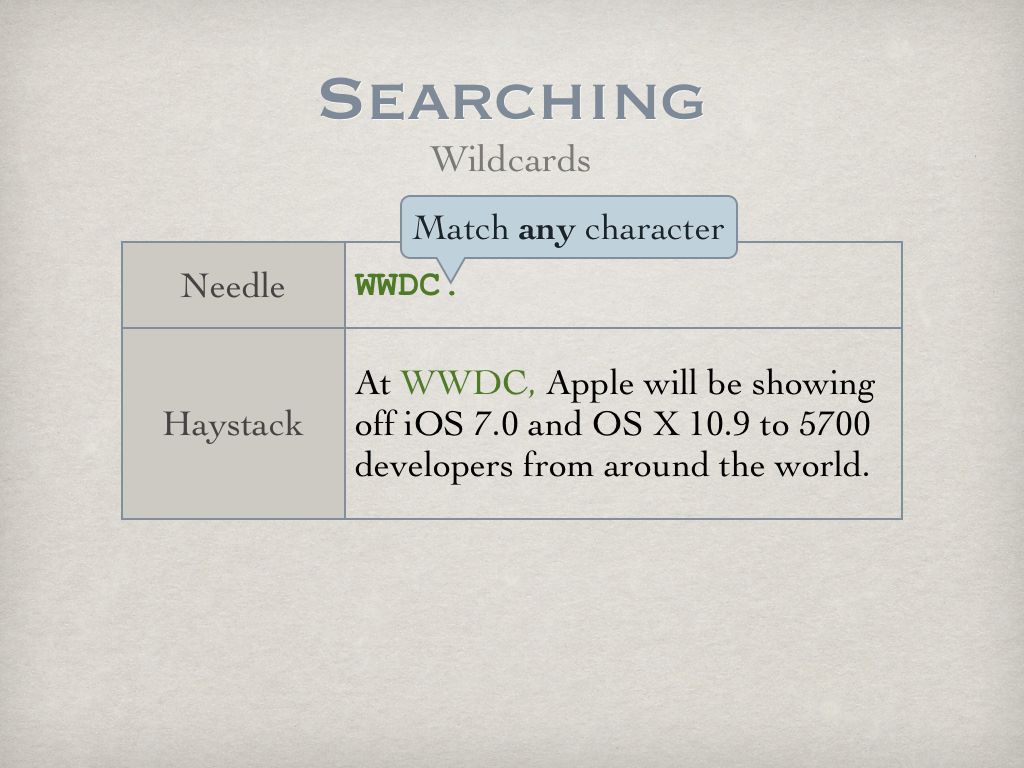 SEARCHING
Wildcards
Match any character
Needle
WWDC.
Haystack
At WWDC, Apple will be showing
off iOS 7.0 and OS X 10.9 to 5700
developers from around the world.